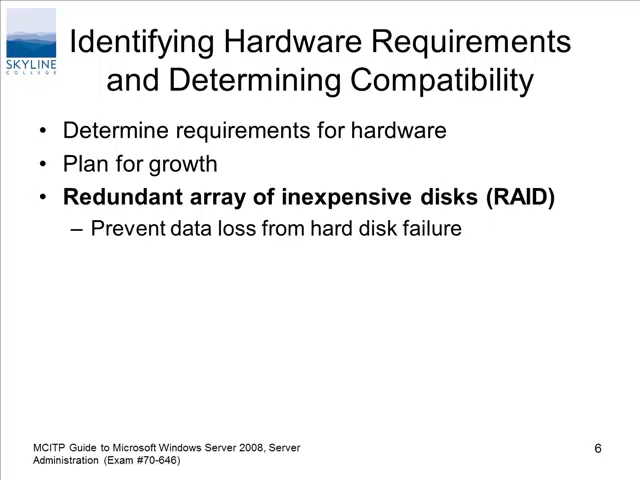 SKYLINE
COLLEGE
Identifying Hardware Requirements
and Determining Compatibility
• Determine requirements for hardware
• Plan for growth
• Redundant array of inexpensive disks (RAID)
– Prevent data loss from hard disk failure
MCITP Guide to Microsoft Windows Server 2008, Server
Administration (Exam #70-646)
6